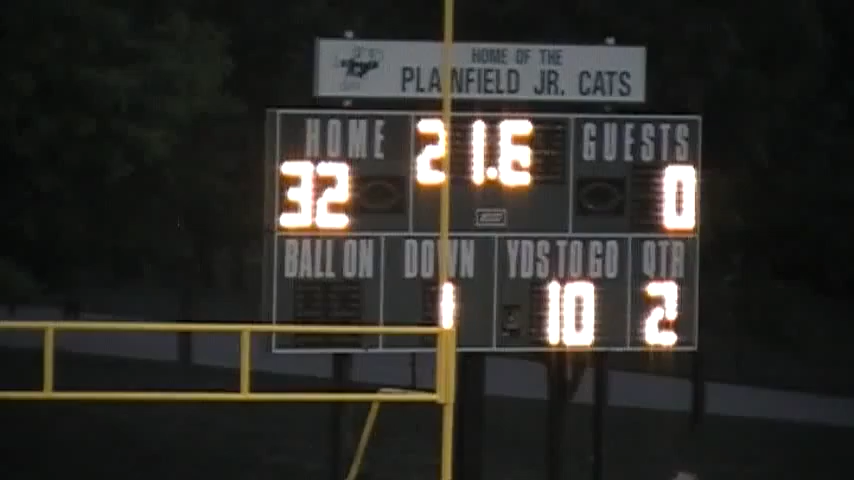 HOME OF THE
PLAINFIELD JR. CATS
HOME 21.6 GUESTS
32 0
BALL ON DOWN YDS TO GO QTR
1 10 2